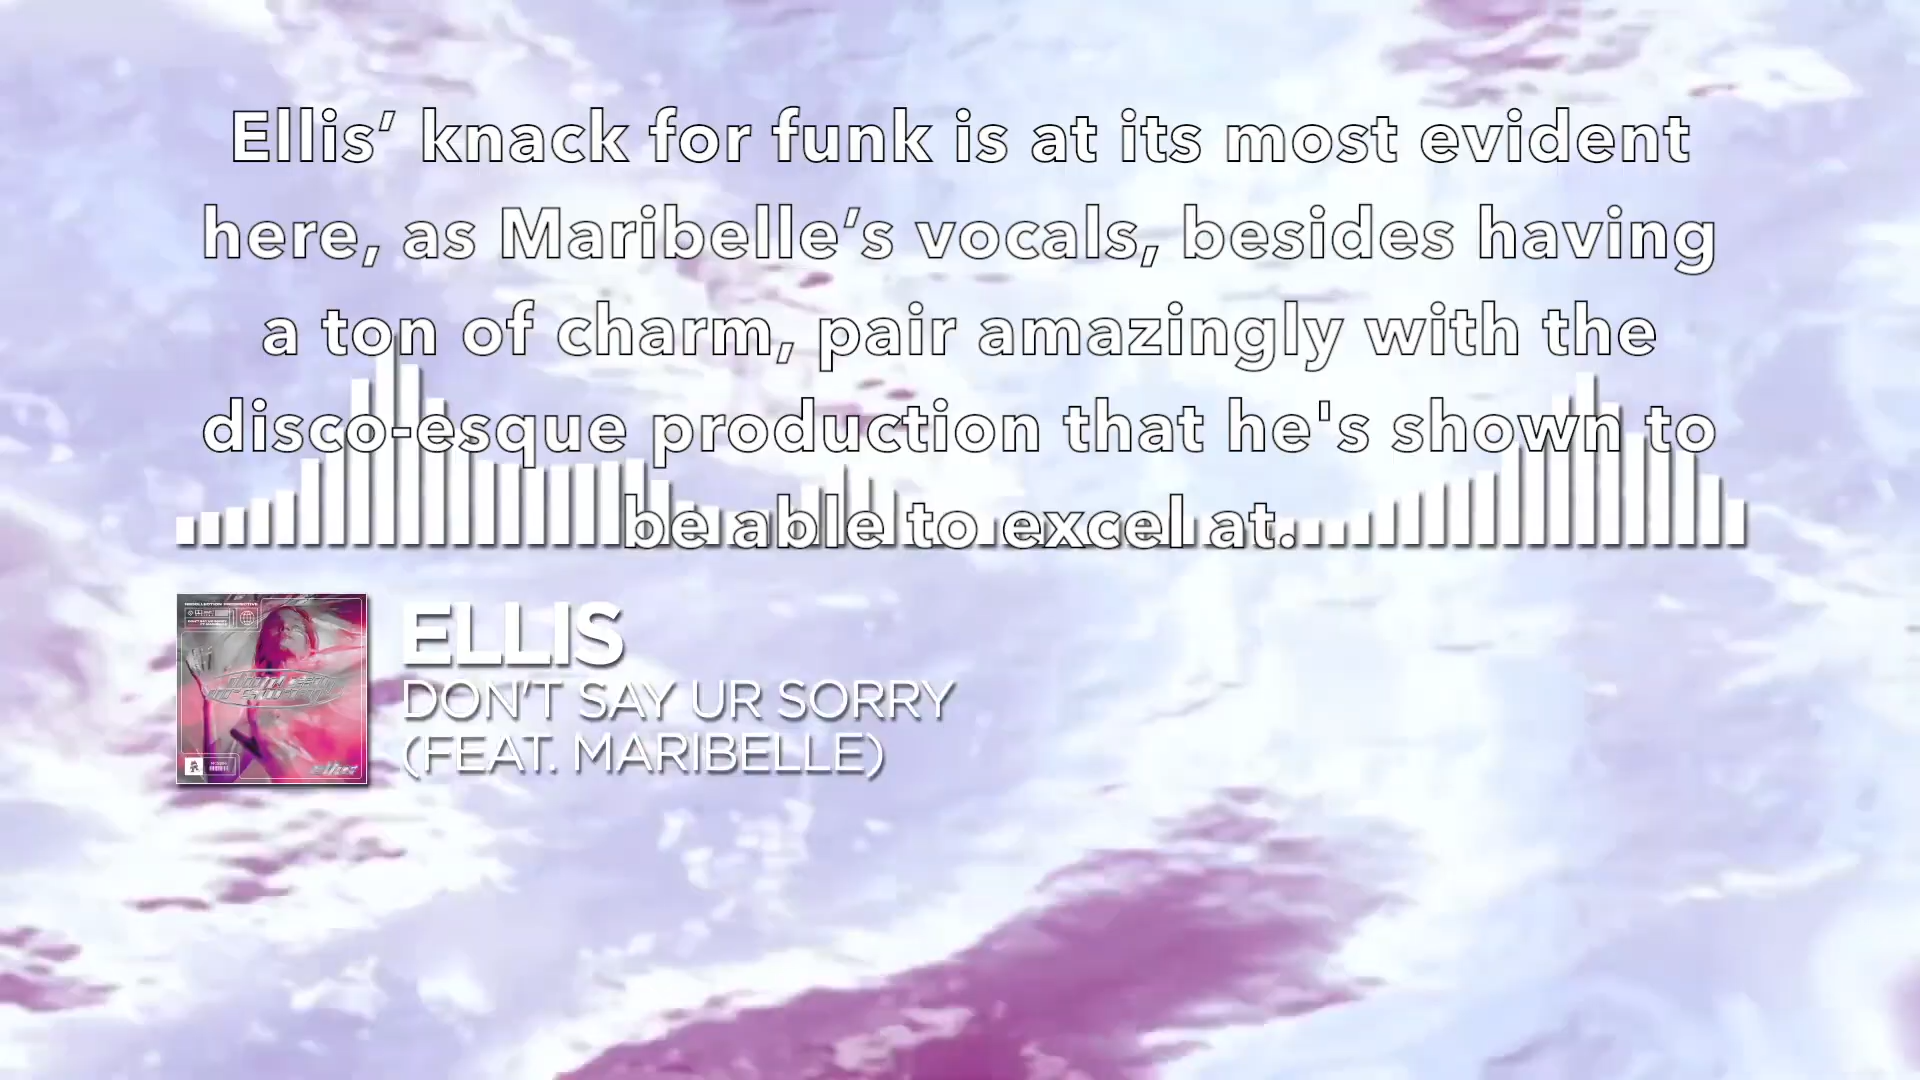 Ellis’ knack for funk is at its most evident
here, as Maribelle’s vocals, besides having
a ton of charm, pair amazingly with the
disco-esque production that he's shown to
be able to excel at.
ELLIS
DON'T SAY UR SORRY
(FEAT. MARIBELLE)